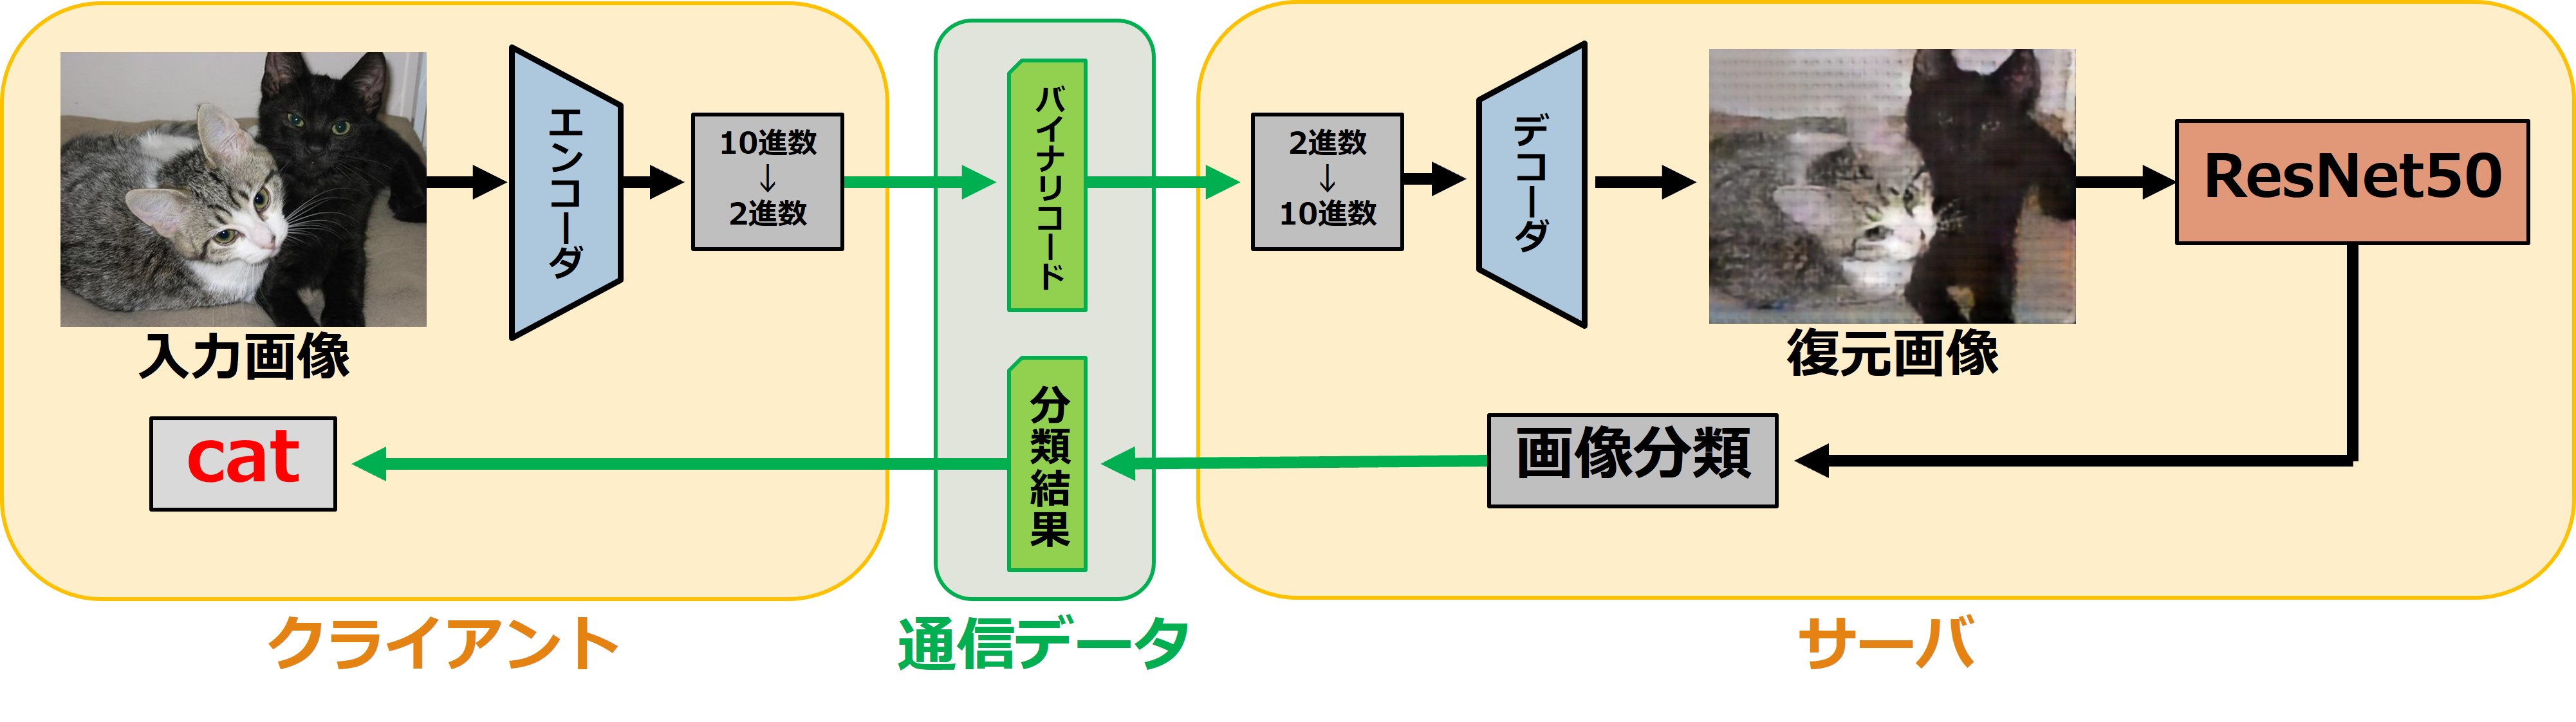 エンコーダ
10進数
↓
2進数
バイナリコード
2進数
↓
10進数
デコーダ
ResNet50
入力画像
復元画像
cat
分類結果
画像分類
クライアント
通信データ
サーバ